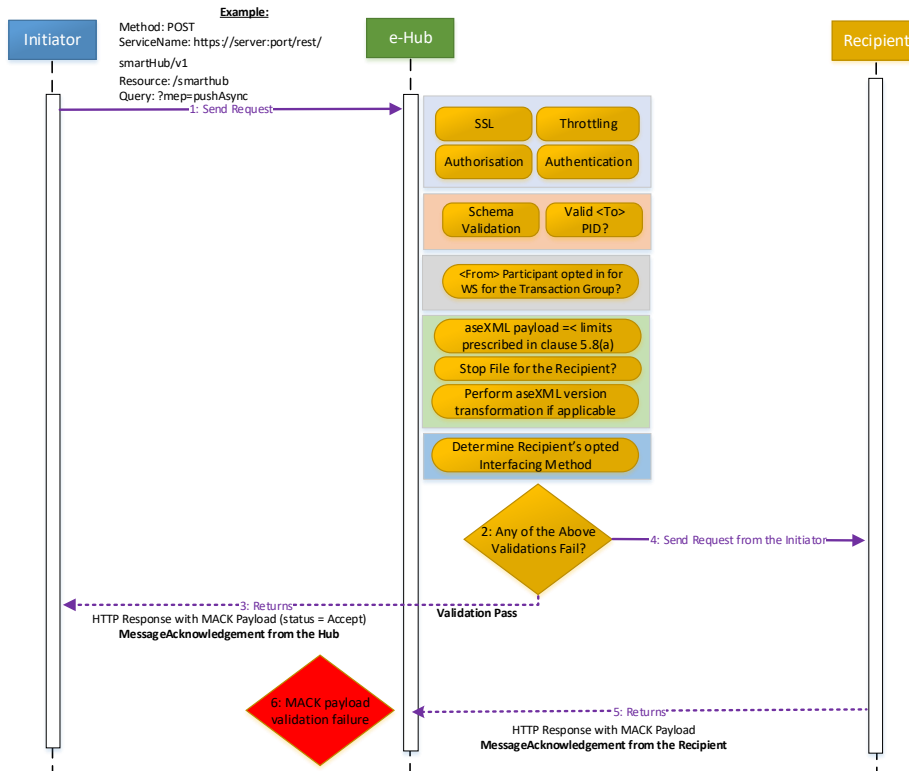 Example:
Method: POST
ServiceName: https://server:port/rest/
smartHub/v1
Resource: /smarthub
Query: ?mep=pushAsync
Initiator
e-Hub
Recipient
1: Send Request
SSL
Throttling
Authorisation
Authentication
Schema
Validation
Valid <To>
PID?
<From> Participant opted in for
WS for the Transaction Group?
aseXML payload =< limits
prescribed in clause 5.8(a)
Stop File for the Recipient?
Perform aseXML version
transformation if applicable
Determine Recipient's opted
Interfacing Method
2: Any of the Above
Validations Fail?
4: Send Request from the Initiator
3: Returns
Validation Pass
HTTP Response with MACK Payload (status = Accept)
MessageAcknowledgement from the Hub
6: MACK payload
validation failure
5: Returns
HTTP Response with MACK Payload
MessageAcknowledgement from the Recipient